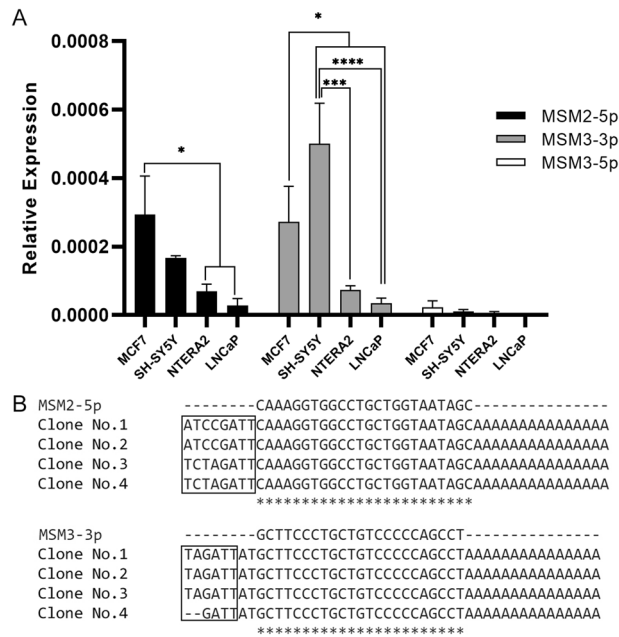 A
0.0008
0.0006
0.0004
0.0002
0.0000
Relative Expression
*
*
****
***
MSM2-5p
MSM3-3p
MSM3-5p
MCF7
SH-SY5Y
NTERA2
LNCaP
MCF7
SH-SY5Y
NTERA2
LNCaP
MCF7
SH-SY5Y
NTERA2
LNCaP
B
MSM2-5p --------CAAAGGTGGCCTGCTGGTAATAGC---------------
Clone No.1 ATCCGATTCAAAGGTGGCCTGCTGGTAATAGCAAAAAAAAAAAAAAA
Clone No.2 ATCCGATTCAAAGGTGGCCTGCTGGTAATAGCAAAAAAAAAAAAAAA
Clone No.3 TCTAGATTCAAAGGTGGCCTGCTGGTAATAGCAAAAAAAAAAAAAAA
Clone No.4 TCTAGATTCAAAGGTGGCCTGCTGGTAATAGCAAAAAAAAAAAAAAA
************************
MSM3-3p --------GCTTCCCTGCTGTCCCCCAGCCT---------------
Clone No.1 TAGATTATGCTTCCCTGCTGTCCCCCAGCCTAAAAAAAAAAAAAAA
Clone No.2 TAGATTATGCTTCCCTGCTGTCCCCCAGCCTAAAAAAAAAAAAAAA
Clone No.3 TAGATTATGCTTCCCTGCTGTCCCCCAGCCTAAAAAAAAAAAAAAA
Clone No.4 --GATTATGCTTCCCTGCTGTCCCCCAGCCTAAAAAAAAAAAAAAA
***********************